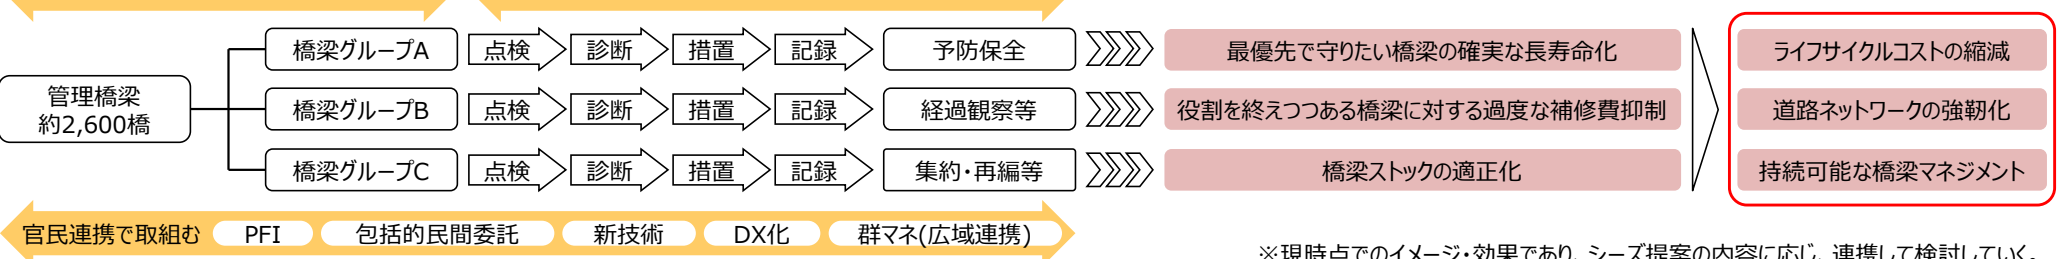 管理橋梁
約2,600橋
橋梁グループA 点検 診断 措置 記録 予防保全 最優先で守りたい橋梁の確実な長寿命化 ライフサイクルコストの縮減
橋梁グループB 点検 診断 措置 記録 経過観察等 役割を終えつつある橋梁に対する過度な補修費抑制 道路ネットワークの強靭化
橋梁グループC 点検 診断 措置 記録 集約・再編等 橋梁ストックの適正化 持続可能な橋梁マネジメント
官民連携で取組む PFI 包括的民間委託 新技術 DX化 群マネ(広域連携)
※現時点でのイメージ・効果であり、シーズ提案の内容に応じ、連携して検討していく。